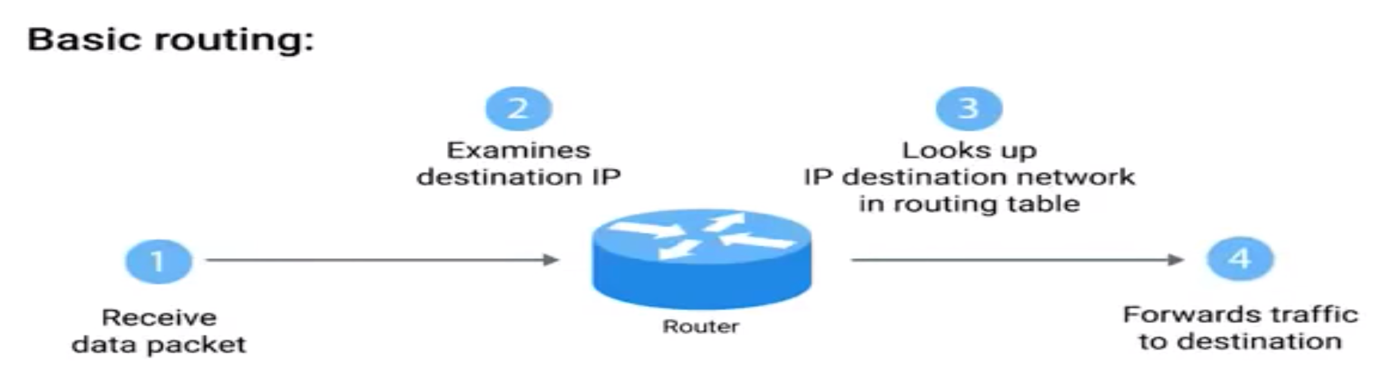 Basic routing:
1
Receive
data packet
2
Examines
destination IP
Router
3
Looks up
IP destination network
in routing table
4
Forwards traffic
to destination